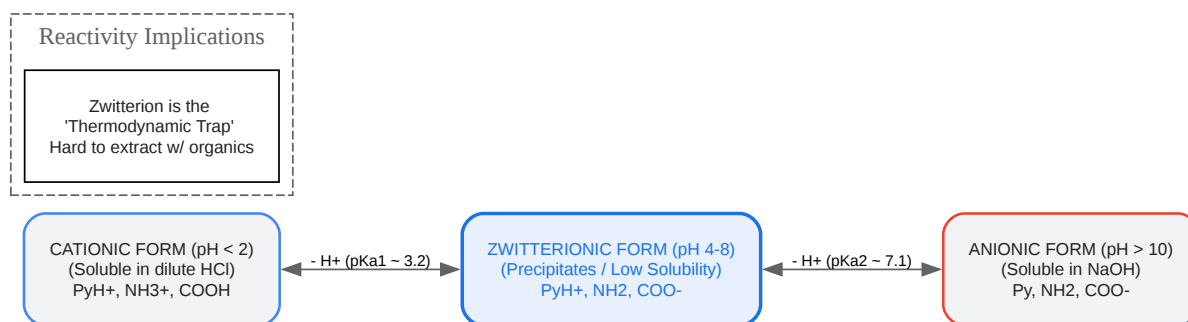 Reactivity Implications
Zwitterion is the
'Thermodynamic Trap'
Hard to extract w/ organics
CATIONIC FORM (pH < 2)
(Soluble in dilute HCl)
PyH+, NH3+, COOH
- H+ (pKa1 ~ 3.2)
ZWITTERIONIC FORM (pH 4-8)
(Precipitates / Low Solubility)
PyH+, NH2, COO-
- H+ (pKa2 ~ 7.1)
ANIONIC FORM (pH > 10)
(Soluble in NaOH)
Py, NH2, COO-